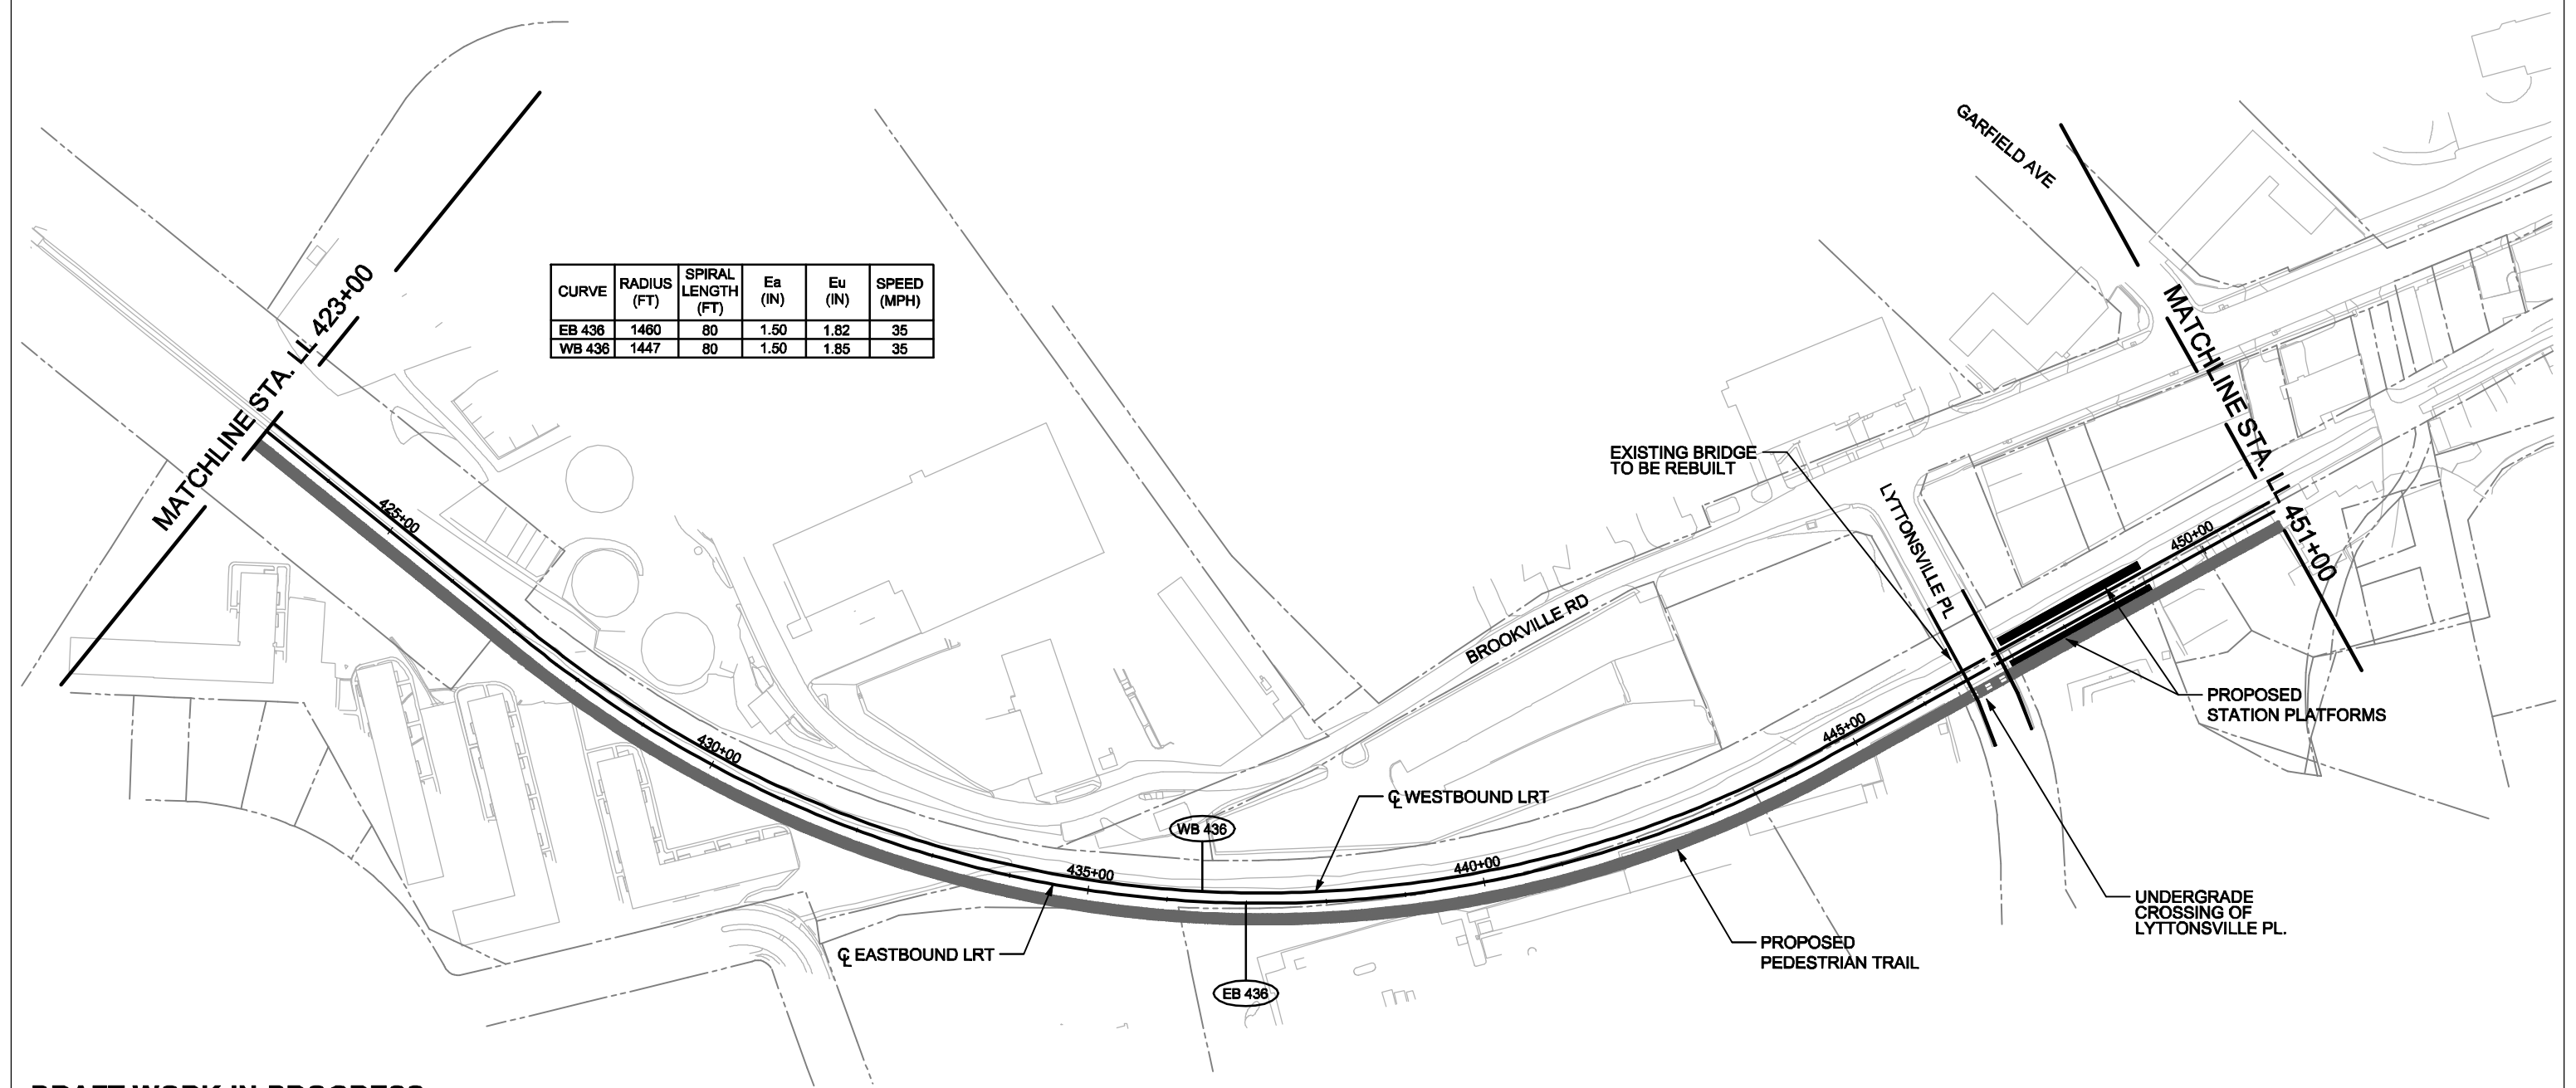 GARFIELD AVE
MATCHLINE STA. LL 423+00
CURVE RADIUS (FT) SPIRAL LENGTH (FT) Ea (IN) Eu (IN) SPEED (MPH)
EB 436 1460 80 1.50 1.82 35
WB 436 1447 80 1.50 1.85 35
MATCHLINE STA. LL 451+00
EXISTING BRIDGE
TO BE REBUILT
LYTTONSVILLE PL
425+00
450+00
BROOKVILLE RD
PROPOSED
STATION PLATFORMS
430+00
445+00
℄ WESTBOUND LRT
WB 436
435+00
440+00
UNDERGRADE
CROSSING OF
LYTTONSVILLE PL.
℄ EASTBOUND LRT
PROPOSED
PEDESTRIAN TRAIL
EB 436
DRAFT WORK IN PROGRESS